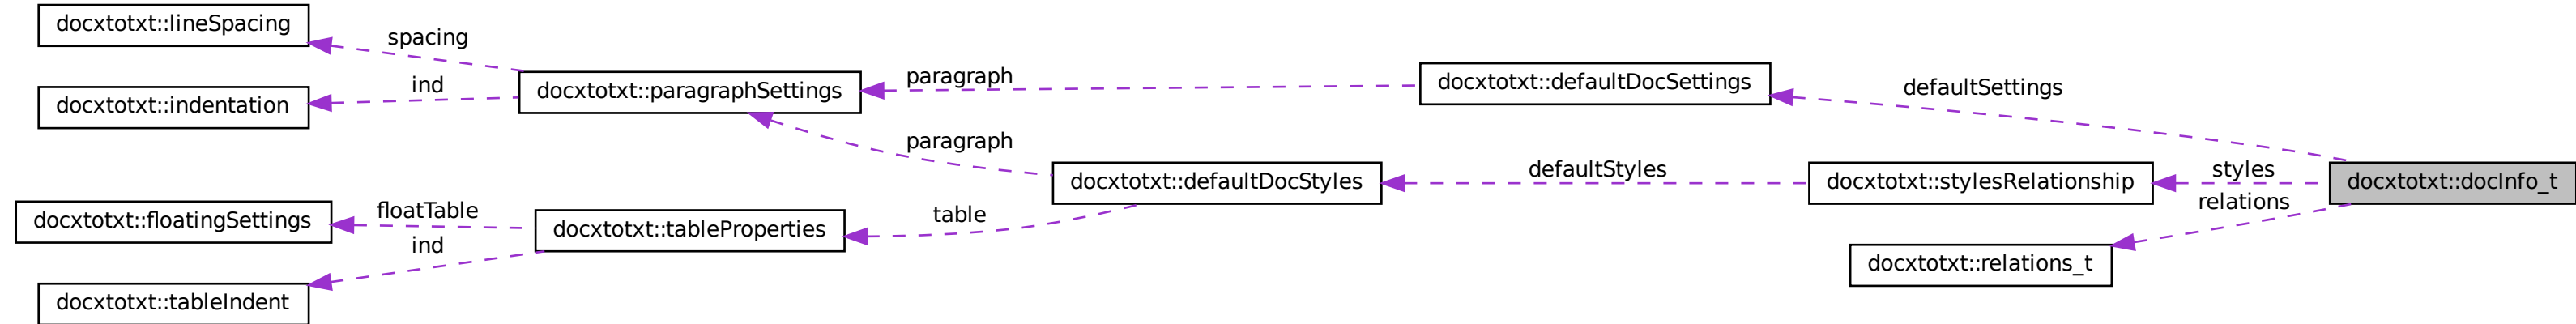 docxtotxt::lineSpacing
spacing
ind
docxtotxt::indentation
docxtotxt::paragraphSettings
paragraph
docxtotxt::defaultDocSettings
defaultSettings
paragraph
docxtotxt::defaultDocStyles
defaultStyles
docxtotxt::stylesRelationship
styles
docxtotxt::docInfo_t
relations
docxtotxt::floatingSettings
floatTable
docxtotxt::tableProperties
table
ind
docxtotxt::relations_t
docxtotxt::tableIndent